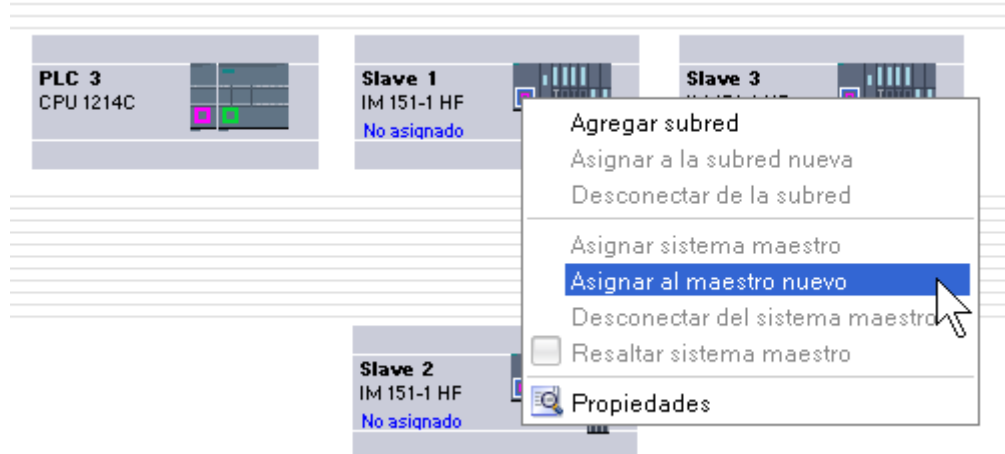 PLC 3
CPU 1214C
Slave 1
IM 151-1 HF
No asignado
Slave 3
Agregar subred
Asignar a la subred nueva
Desconectar de la subred
Asignar sistema maestro
Asignar al maestro nuevo
Desconectar del sistema maestro
Resaltar sistema maestro
Propiedades
Slave 2
IM 151-1 HF
No asignado